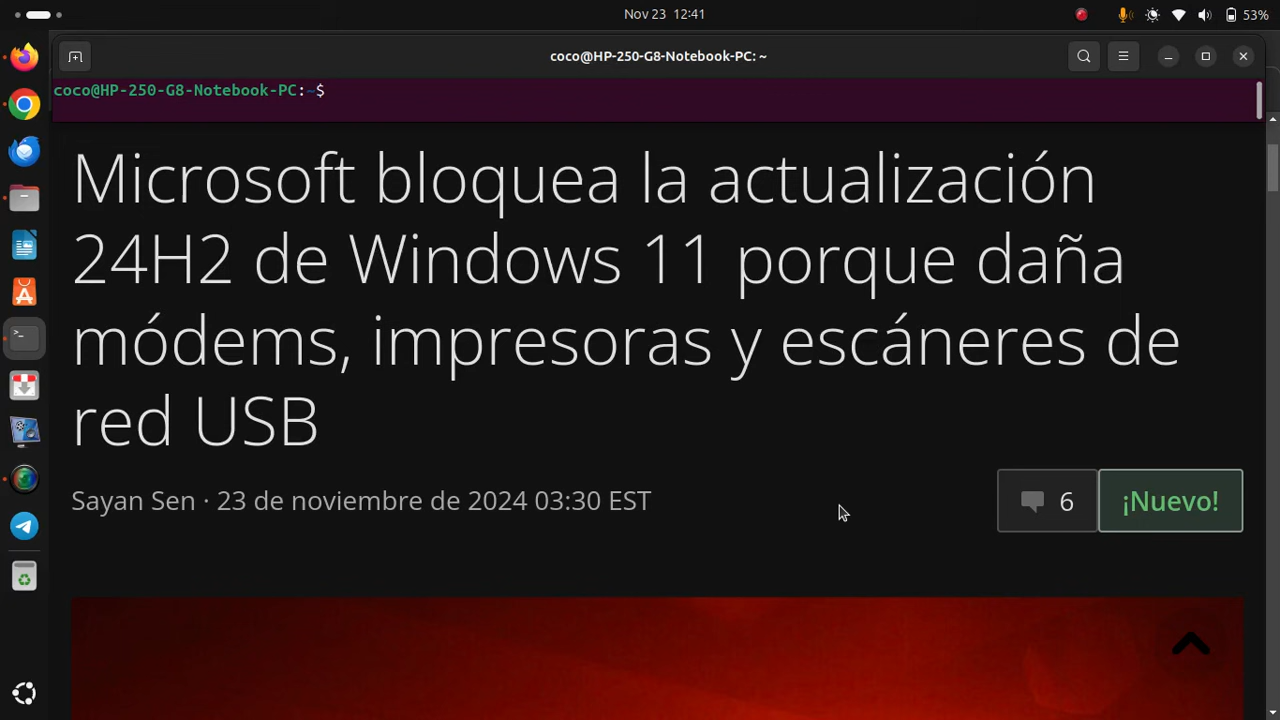 Nov 23 12:41
53%
coco@HP-250-G8-Notebook-PC: ~
coco@HP-250-G8-Notebook-PC:~$
Microsoft bloquea la actualización
24H2 de Windows 11 porque daña
módems, impresoras y escáneres de
red USB
Sayan Sen · 23 de noviembre de 2024 03:30 EST
6
¡Nuevo!